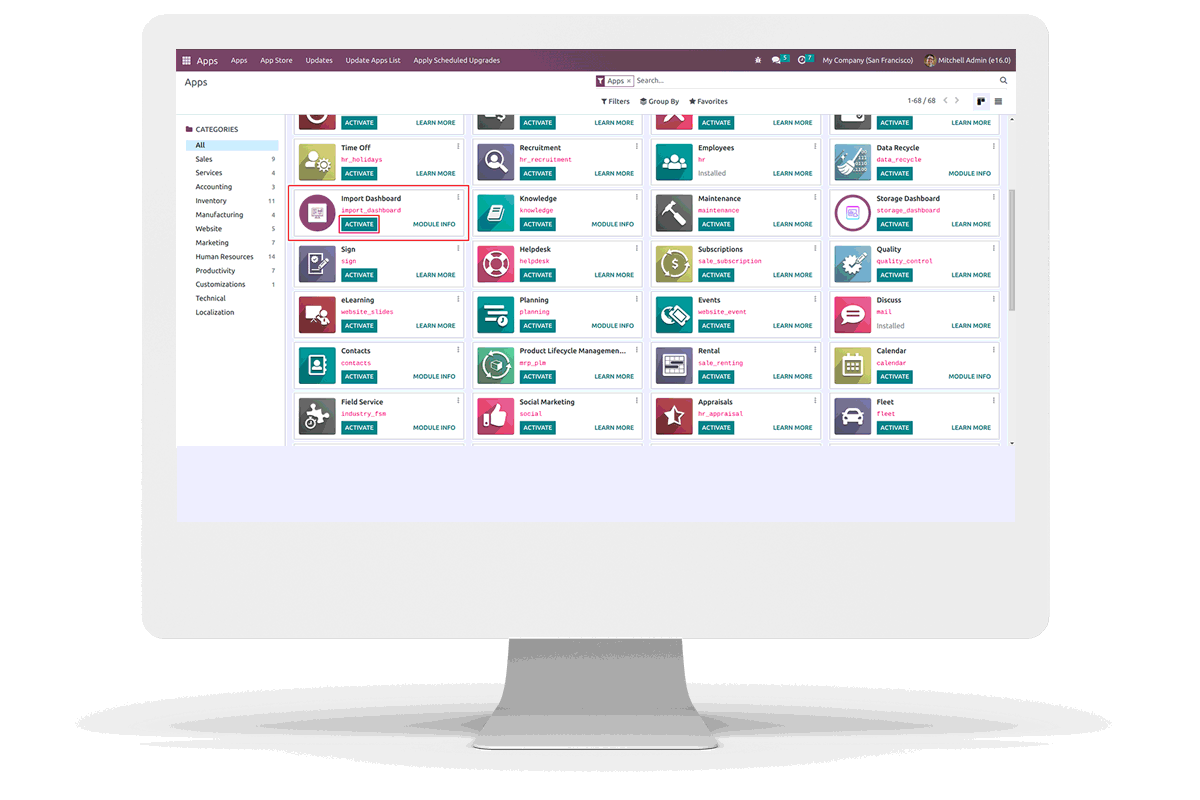 Apps Apps App Store Updates Update Apps List Apply Scheduled Upgrades 5 7 My Company (San Francisco) Mitchell Admin (e16.0)
Apps
Apps × Search...
Filters Group By Favorites 1-68 / 68
CATEGORIES
All
Sales 9
Services 4
Accounting 3
Inventory 11
Manufacturing 4
Website 5
Marketing 7
Human Resources 14
Productivity 7
Customizations 1
Technical
Localization
ACTIVATE LEARN MORE ACTIVATE LEARN MORE ACTIVATE LEARN MORE ACTIVATE LEARN MORE
Time Off Recruitment Employees Data Recycle
hr_holidays hr_recruitment hr data_recycle
ACTIVATE LEARN MORE ACTIVATE LEARN MORE Installed LEARN MORE ACTIVATE MODULE INFO
Import Dashboard Knowledge Maintenance Storage Dashboard
import_dashboard knowledge maintenance storage_dashboard
ACTIVATE MODULE INFO ACTIVATE LEARN MORE ACTIVATE LEARN MORE ACTIVATE LEARN MORE
Sign Helpdesk Subscriptions Quality
sign helpdesk sale_subscription quality_control
ACTIVATE LEARN MORE ACTIVATE LEARN MORE ACTIVATE LEARN MORE ACTIVATE LEARN MORE
eLearning Planning Events Discuss
website_slides planning website_event mail
ACTIVATE LEARN MORE ACTIVATE MODULE INFO ACTIVATE LEARN MORE Installed LEARN MORE
Contacts Product Lifecycle Managemen... Rental Calendar
contacts mrp_plm sale_renting calendar
ACTIVATE MODULE INFO ACTIVATE LEARN MORE ACTIVATE LEARN MORE ACTIVATE MODULE INFO
Field Service Social Marketing Appraisals Fleet
industry_fsm social hr_appraisal fleet
ACTIVATE MODULE INFO ACTIVATE LEARN MORE ACTIVATE LEARN MORE ACTIVATE LEARN MORE